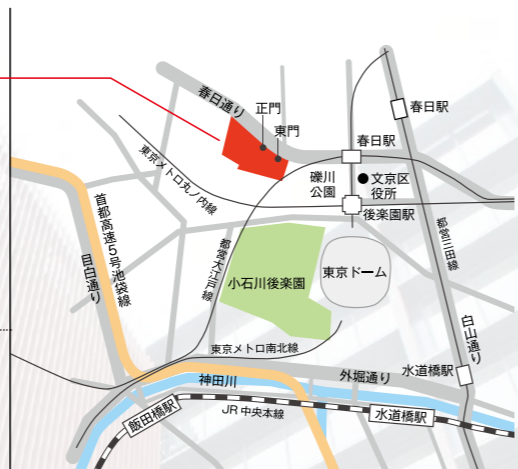 春日通り
正門
東門
春日駅
春日駅
東京メトロ丸ノ内線
礫川
公園
文京区
役所
後楽園駅
首都高速5号池袋線
目白通り
都営大江戸線
都営三田線
小石川後楽園
東京ドーム
白山通り
東京メトロ南北線
神田川
外堀通り
水道橋駅
飯田橋駅
JR中央本線
水道橋駅